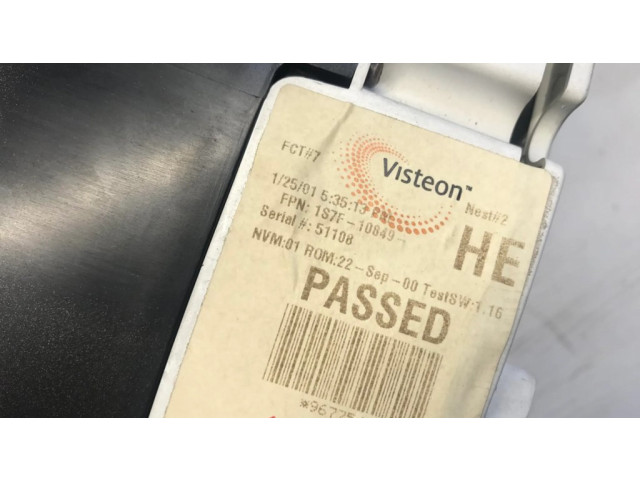 FCT#7
Visteon™
Nest#2
1/25/01 5:35:13
FPN: 1S7F-10849-
HE
Serial #: 51108
NVM:01 ROM:22-Sep-00 TestSW:1.16
PASSED